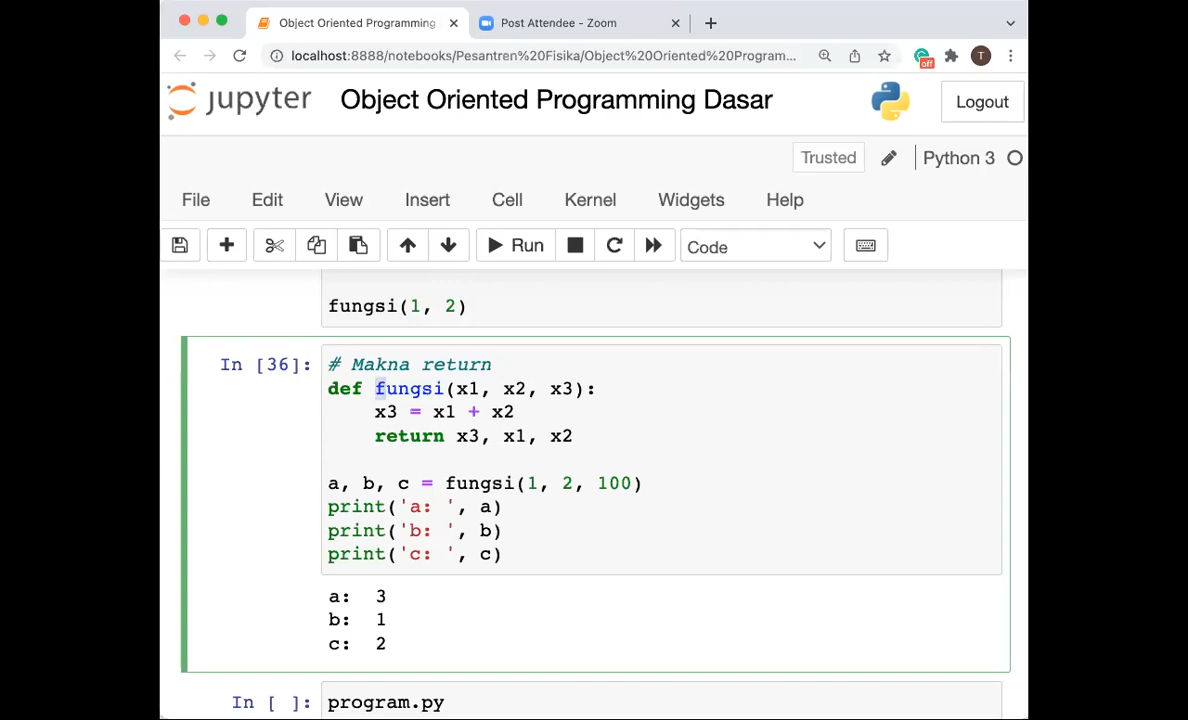 Object Oriented Programming
Post Attendee - Zoom
localhost:8888/notebooks/Pesantren%20Fisika/Object%20Oriented%20Program...
off
T
jupyter
Object Oriented Programming Dasar
Logout
Trusted
Python 3
File Edit View Insert Cell Kernel Widgets Help
Run
Code
fungsi(1, 2)
In [36]:
# Makna return
def fungsi(x1, x2, x3):
    x3 = x1 + x2
    return x3, x1, x2
a, b, c = fungsi(1, 2, 100)
print('a: ', a)
print('b: ', b)
print('c: ', c)
a:  3
b:  1
c:  2
In [ ]:
program.py